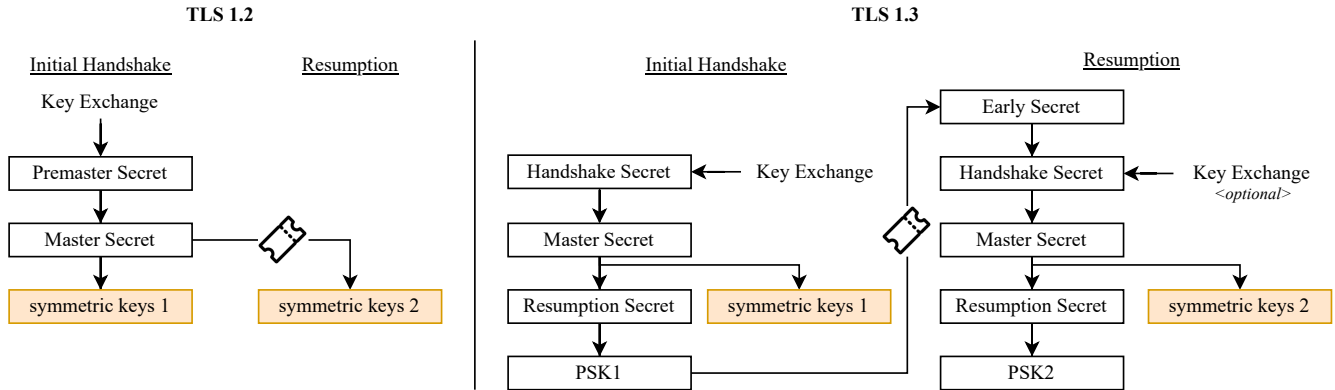 TLS 1.2
Initial Handshake
Resumption
Key Exchange
Premaster Secret
Master Secret
symmetric keys 1
symmetric keys 2
TLS 1.3
Initial Handshake
Resumption
Early Secret
Handshake Secret
Key Exchange
Handshake Secret
Key Exchange
<optional>
Master Secret
Master Secret
Resumption Secret
symmetric keys 1
Resumption Secret
symmetric keys 2
PSK1
PSK2